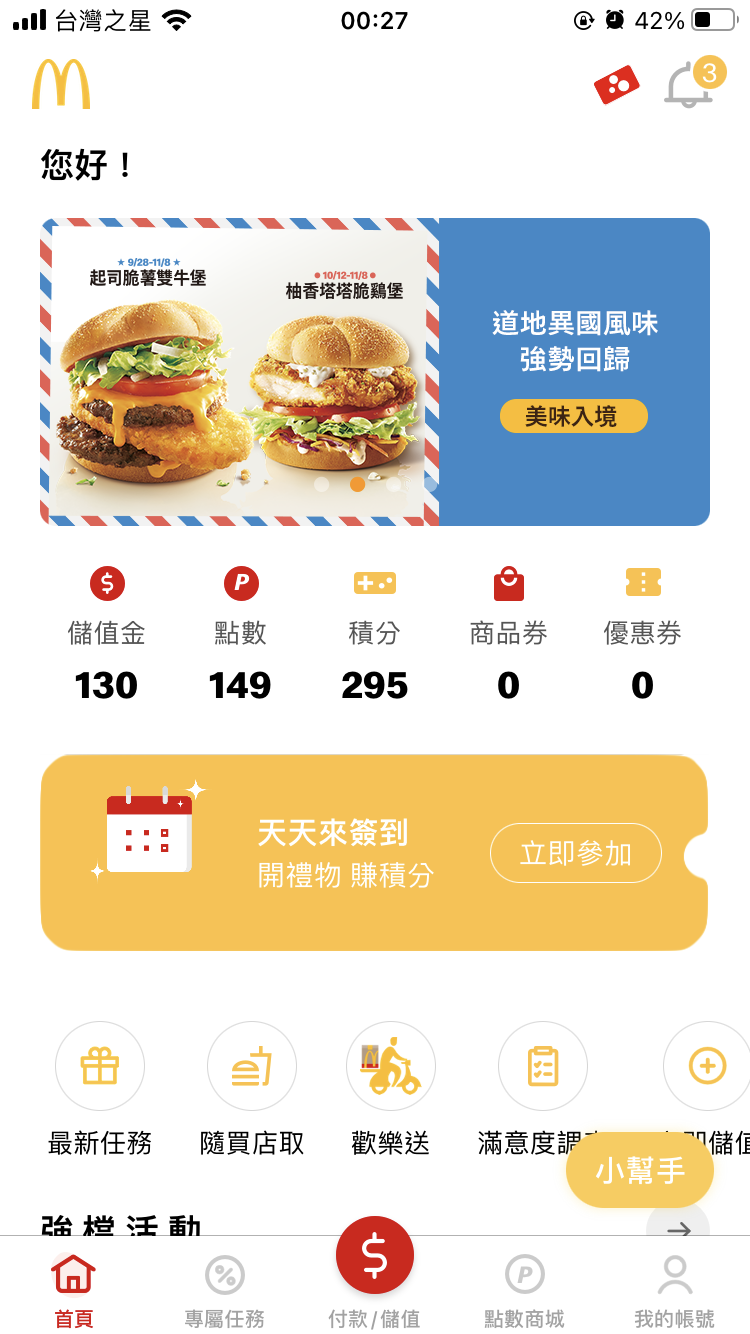 台灣之星
00:27
42%
3
您好！
★ 9/28-11/8 ★
起司脆薯雙牛堡
● 10/12-11/8 ●
柚香塔塔脆鷄堡
道地異國風味
強勢回歸
美味入境
儲值金
點數
積分
商品券
優惠券
130
149
295
0
0
天天來簽到
開禮物 賺積分
立即參加
最新任務
隨買店取
歡樂送
滿意度調
即儲值
小幫手
強檔活動
首頁
專屬任務
付款/儲值
點數商城
我的帳號